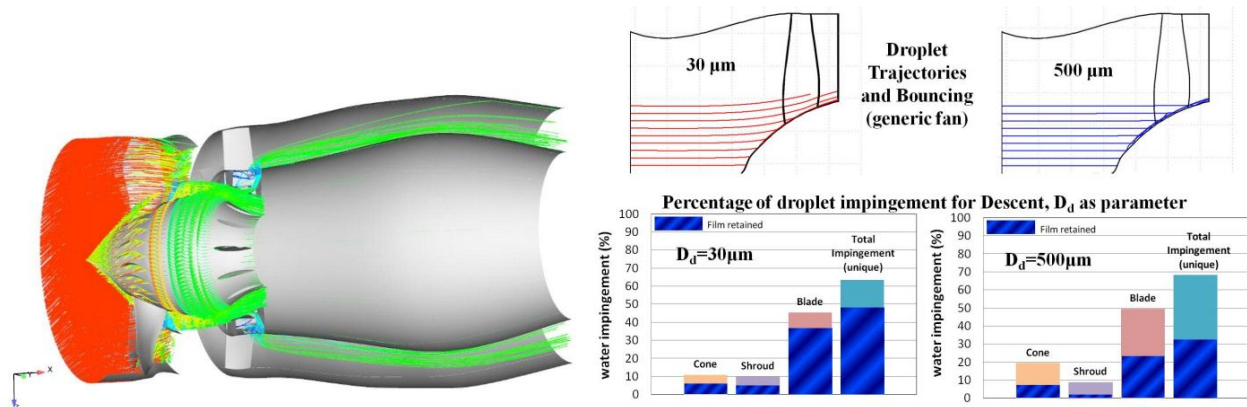 30 µm
Droplet
Trajectories
and Bouncing
(generic fan)
500 µm
Percentage of droplet impingement for Descent, Dd as parameter
water impingement (%)
100
90
80
70
60
50
40
30
20
10
0
Film retained
Dd=30µm
Cone
Shroud
Blade
Total
Impingement
(unique)
water impingement (%)
100
90
80
70
60
50
40
30
20
10
0
Film retained
Dd=500µm
Cone
Shroud
Blade
Total
Impingement
(unique)
X